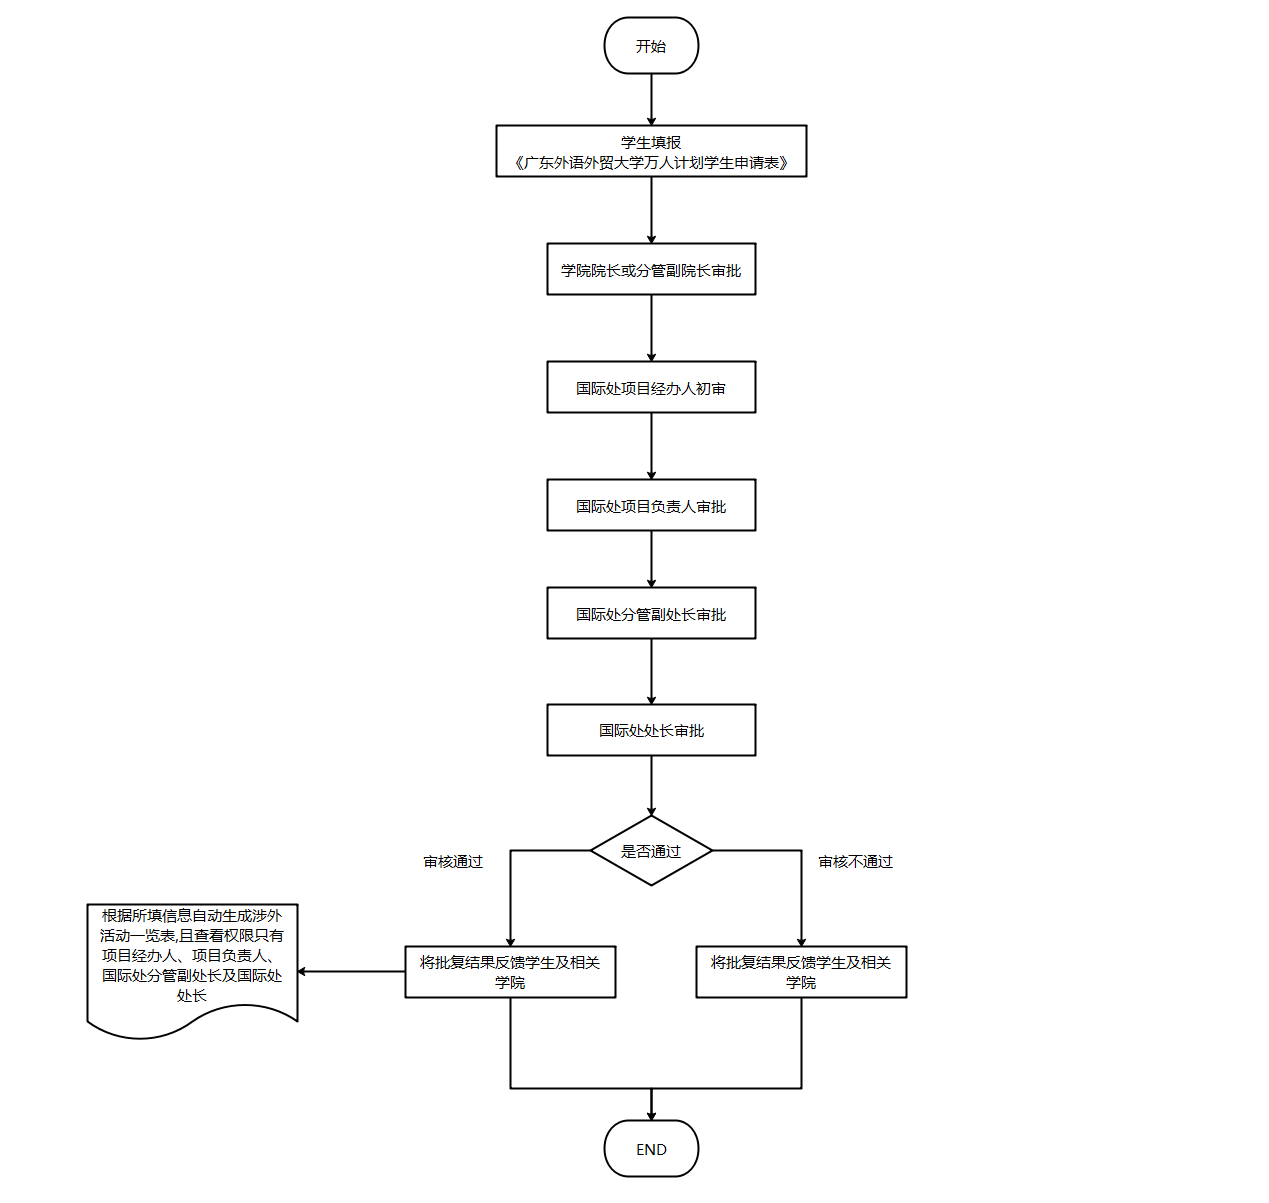 开始
学生填报
《广东外语外贸大学万人计划学生申请表》
学院院长或分管副院长审批
国际处项目经办人初审
国际处项目负责人审批
国际处分管副处长审批
国际处处长审批
是否通过
审核通过
审核不通过
根据所填信息自动生成涉外
活动一览表,且查看权限只有
项目经办人、项目负责人、
国际处分管副处长及国际处
处长
将批复结果反馈学生及相关
学院
将批复结果反馈学生及相关
学院
END